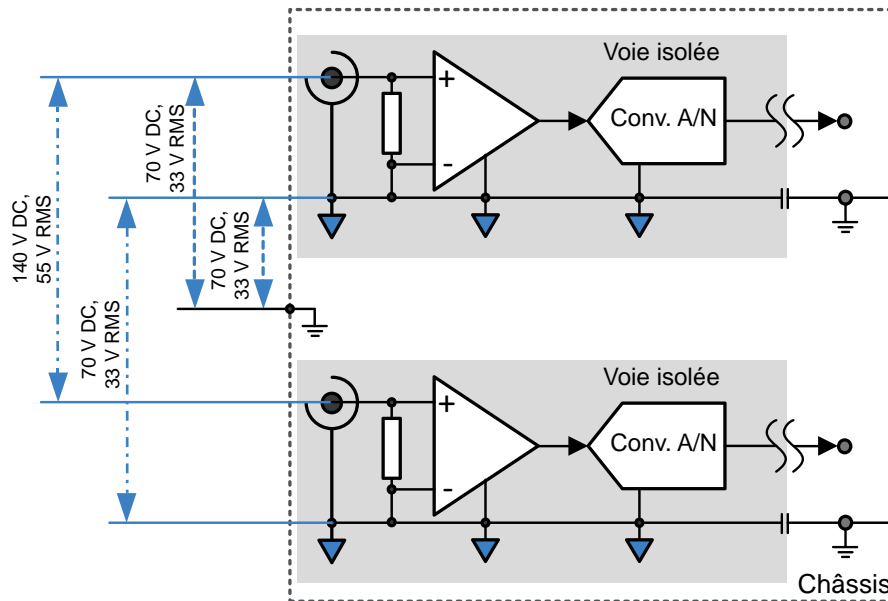 Voie isolée
+
-
Conv. A/N
140 V DC,
55 V RMS
70 V DC,
33 V RMS
70 V DC,
33 V RMS
70 V DC,
33 V RMS
Voie isolée
+
-
Conv. A/N
Châssis